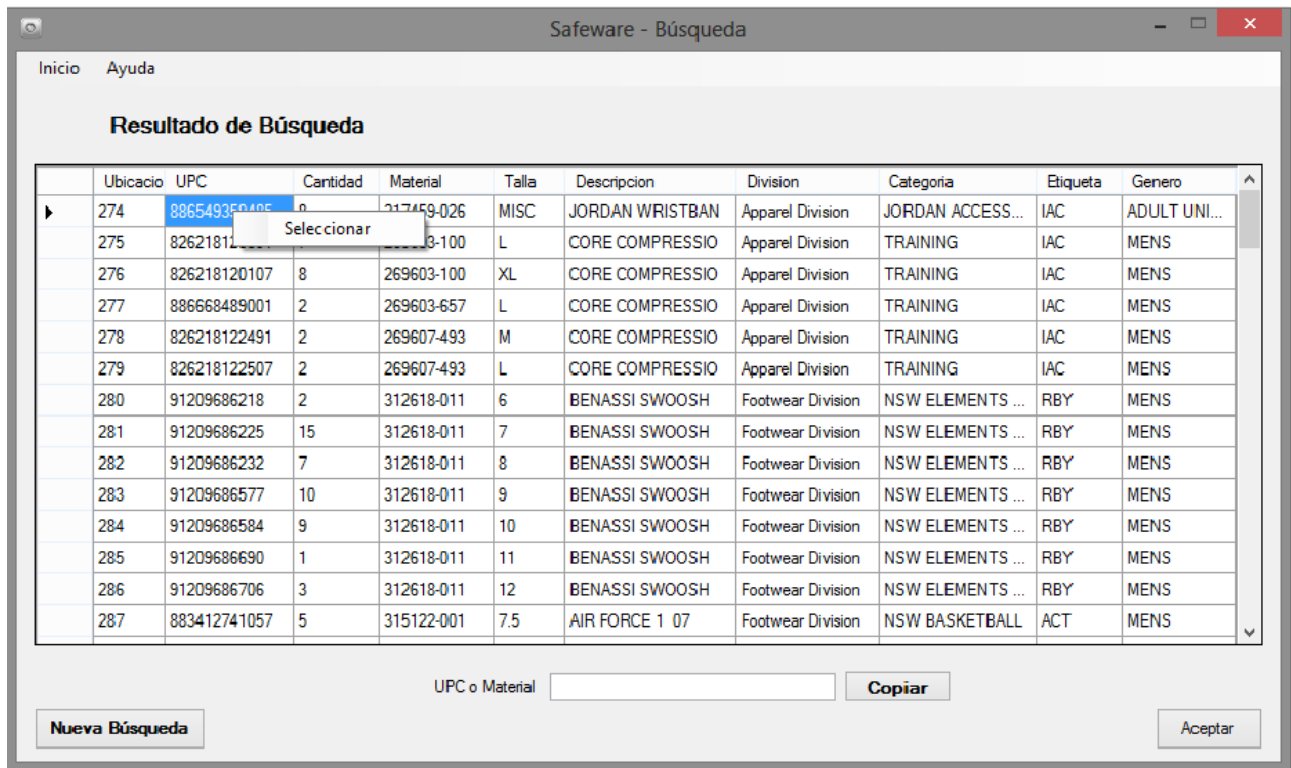 Safeware - Búsqueda
Inicio Ayuda
Resultado de Búsqueda
Ubicacio UPC Cantidad Material Talla Descripcion Division Categoria Etiqueta Genero
274 MISC JORDAN WRISTBAN Apparel Division JORDAN ACCESS... IAC ADULT UNI...
Seleccionar
275 L CORE COMPRESSIO Apparel Division TRAINING IAC MENS
276 826218120107 8 269603-100 XL CORE COMPRESSIO Apparel Division TRAINING IAC MENS
277 886668489001 2 269603-657 L CORE COMPRESSIO Apparel Division TRAINING IAC MENS
278 826218122491 2 269607-493 M CORE COMPRESSIO Apparel Division TRAINING IAC MENS
279 826218122507 2 269607-493 L CORE COMPRESSIO Apparel Division TRAINING IAC MENS
280 91209686218 2 312618-011 6 BENASSI SWOOSH Footwear Division NSW ELEMENTS ... RBY MENS
281 91209686225 15 312618-011 7 BENASSI SWOOSH Footwear Division NSW ELEMENTS ... RBY MENS
282 91209686232 7 312618-011 8 BENASSI SWOOSH Footwear Division NSW ELEMENTS ... RBY MENS
283 91209686577 10 312618-011 9 BENASSI SWOOSH Footwear Division NSW ELEMENTS ... RBY MENS
284 91209686584 9 312618-011 10 BENASSI SWOOSH Footwear Division NSW ELEMENTS ... RBY MENS
285 91209686690 1 312618-011 11 BENASSI SWOOSH Footwear Division NSW ELEMENTS ... RBY MENS
286 91209686706 3 312618-011 12 BENASSI SWOOSH Footwear Division NSW ELEMENTS ... RBY MENS
287 883412741057 5 315122-001 7.5 AIR FORCE 1 07 Footwear Division NSW BASKETBALL ACT MENS
UPC o Material Copiar
Nueva Búsqueda Aceptar